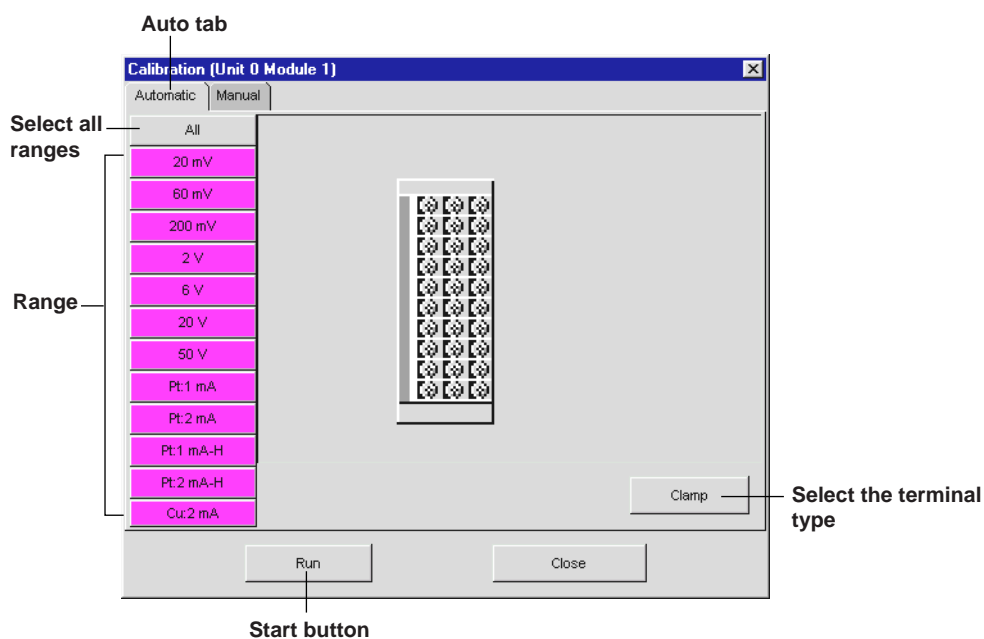 Auto tab
Calibration (Unit 0 Module 1)
Automatic Manual
Select all
ranges
All
20 mV
60 mV
200 mV
2 V
6 V
Range
20 V
50 V
Pt:1 mA
Pt:2 mA
Pt:1 mA-H
Pt:2 mA-H
Cu:2 mA
Clamp
Select the terminal
type
Run
Close
Start button